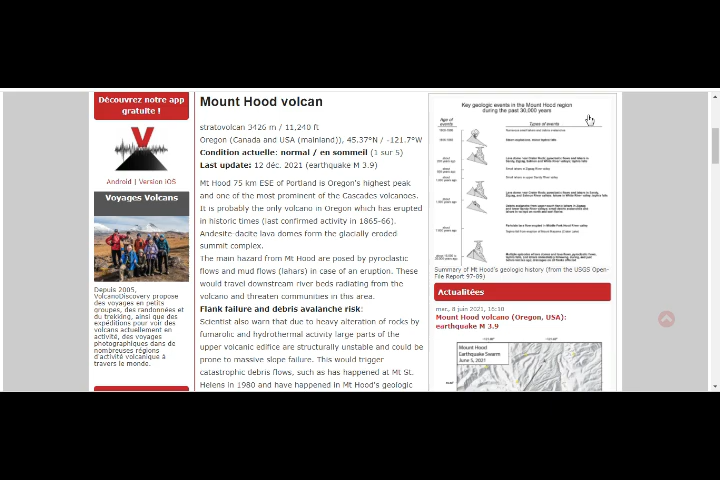 Découvrez notre app
gratuite !
Android | Version iOS
Voyages Volcans
Depuis 2005,
VolcanoDiscovery propose
des voyages en petits
groupes, des randonnées et
du trekking, ainsi que des
expéditions pour voir des
volcans actuellement en
activité, des voyages
photographiques dans de
nombreuses régions
d'activité volcanique à
travers le monde.
Mount Hood volcan
stratovolcan 3426 m / 11,240 ft
Oregon (Canada and USA (mainland)), 45.37°N / -121.7°W
Condition actuelle: normal / en sommeil (1 sur 5)
Last update: 12 déc. 2021 (earthquake M 3.9)
Mt Hood 75 km ESE of Portland is Oregon's highest peak
and one of the most prominent of the Cascades volcanoes.
It is probably the only volcano in Oregon which has erupted
in historic times (last confirmed activity in 1865-66).
Andesite-dacite lava domes form the glacially eroded
summit complex.
The main hazard from Mt Hood are posed by pyroclastic
flows and mud flows (lahars) in case of an eruption. These
would travel downstream river beds radiating from the
volcano and threaten communities in this area.
Flank failure and debris avalanche risk:
Scientist also warn that due to heavy alteration of rocks by
fumarolic and hydrothermal activity large parts of the
upper volcanic edifice are structurally unstable and could be
prone to massive slope failure. This would trigger
catastrophic debris flows, such as has happened at Mt St.
Helens in 1980 and have happened in Mt Hood's geologic
Key geologic events in the Mount Hood region
during the past 30,000 years
Age of
events
Types of events
Summary of Mt Hood's geologic history (from the USGS Open-
File Report 97-89)
Actualitées
mer., 8 juin 2021, 16:10
Mount Hood volcano (Oregon, USA):
earthquake M 3.9
Mount Hood
Earthquake Swarm
June 5, 2021